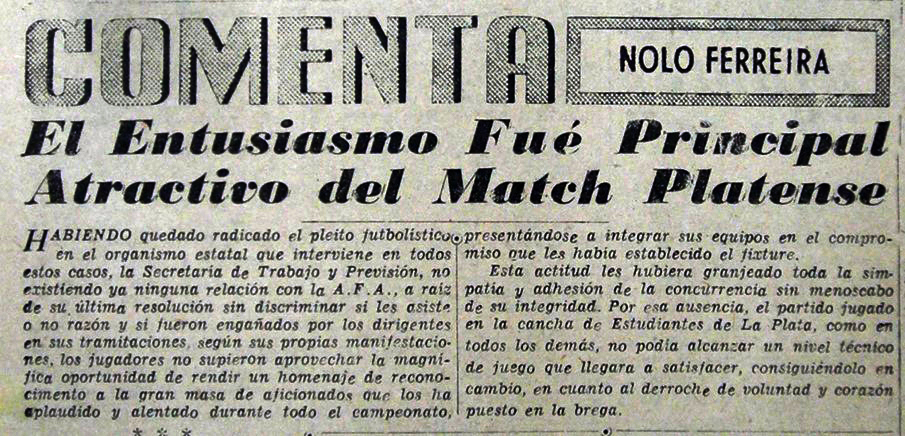 COMENTA
NOLO FERREIRA
El Entusiasmo Fué Principal
Atractivo del Match Platense
HABIENDO quedado radicado el pleito futbolístico
en el organismo estatal que interviene en todos
estos casos, la Secretaría de Trabajo y Previsión, no
existiendo ya ninguna relación con la A.F.A., a raíz
de su última resolución sin discriminar si les asiste
o no razón y si fueron engañados por los dirigentes
en sus tramitaciones, según sus propias manifestacio-
nes, los jugadores no supieron aprovechar la magní-
fica oportunidad de rendir un homenaje de recono-
cimento a la gran masa de aficionados que los ha
aplaudido y alentado durante todo el campeonato,
presentándose a integrar sus equipos en el compro-
miso que les había establecido el fixture.
Esta actitud les hubiera granjeado toda la sim-
patía y adhesión de la concurrencia sin menoscabo
de su integridad. Por esa ausencia, el partido jugado
en la cancha de Estudiantes de La Plata, como en
todos los demás, no podía alcanzar un nivel técnico
de juego que llegara a satisfacer, consiguiéndolo en
cambio, en cuanto al derroche de voluntad y corazón
puesto en la brega.
* * *